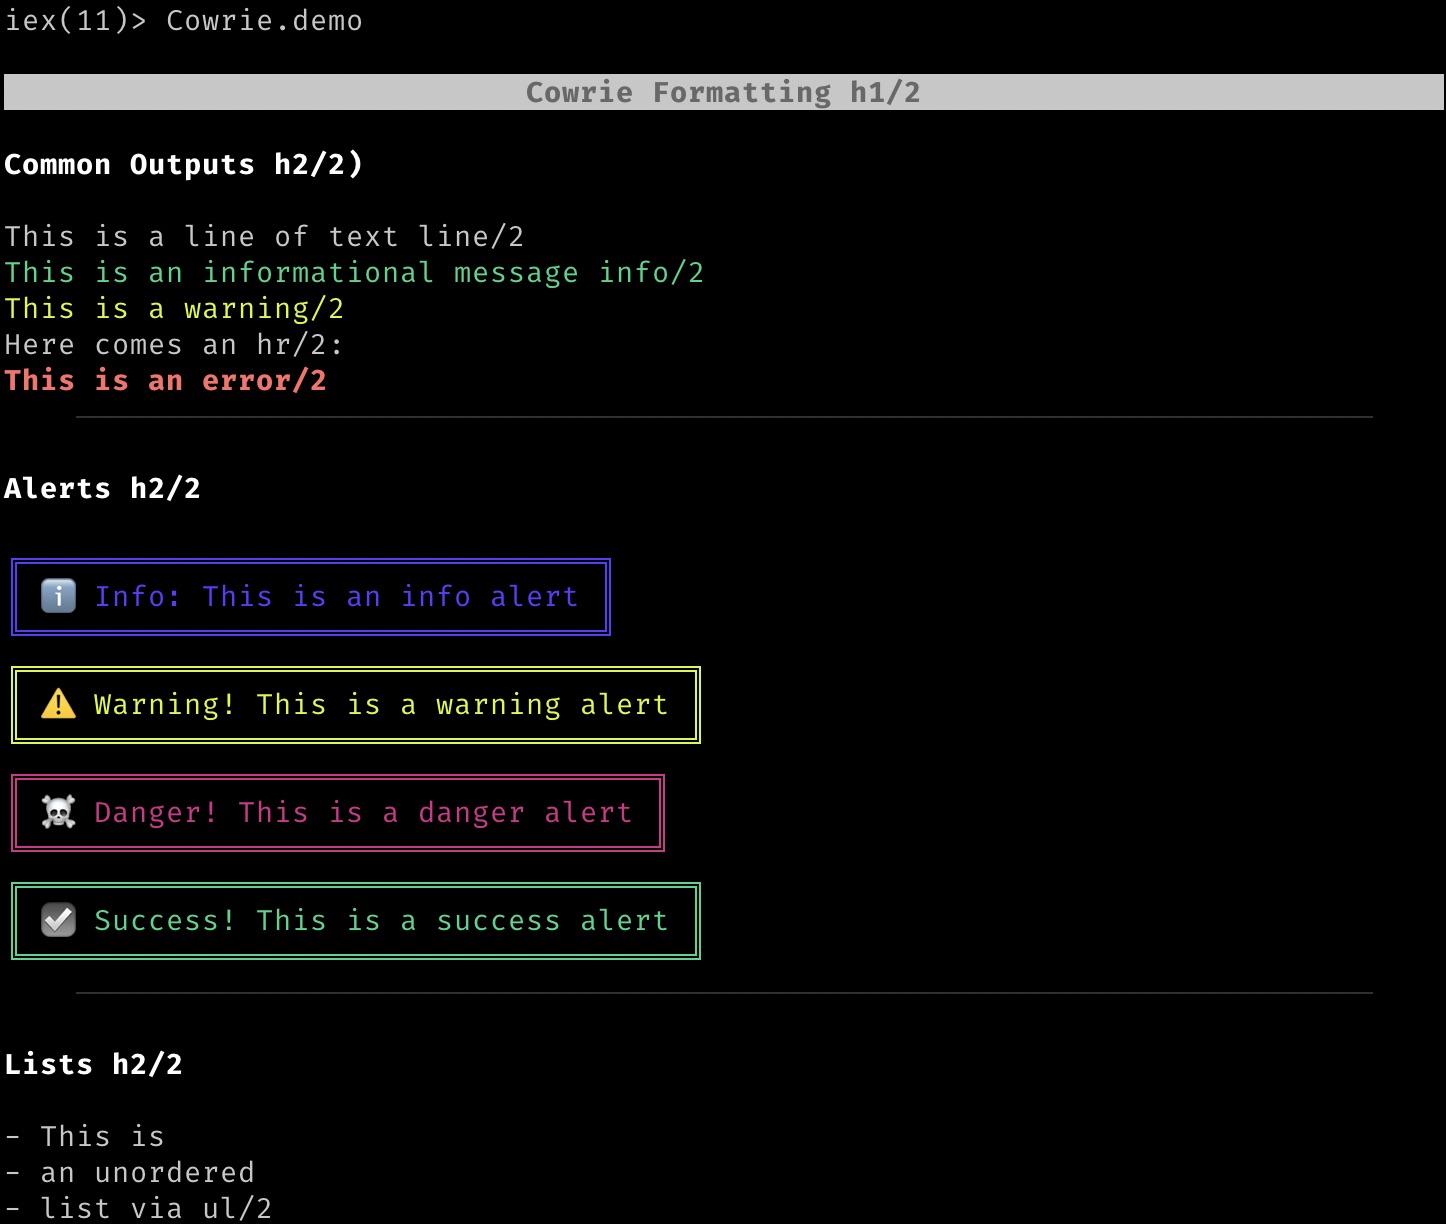 iex(11)> Cowrie.demo
Cowrie Formatting h1/2
Common Outputs h2/2)
This is a line of text line/2
This is an informational message info/2
This is a warning/2
Here comes an hr/2:
This is an error/2
Alerts h2/2
ℹ️ Info: This is an info alert
⚠️ Warning! This is a warning alert
☠️ Danger! This is a danger alert
☑️ Success! This is a success alert
Lists h2/2
- This is
- an unordered
- list via ul/2